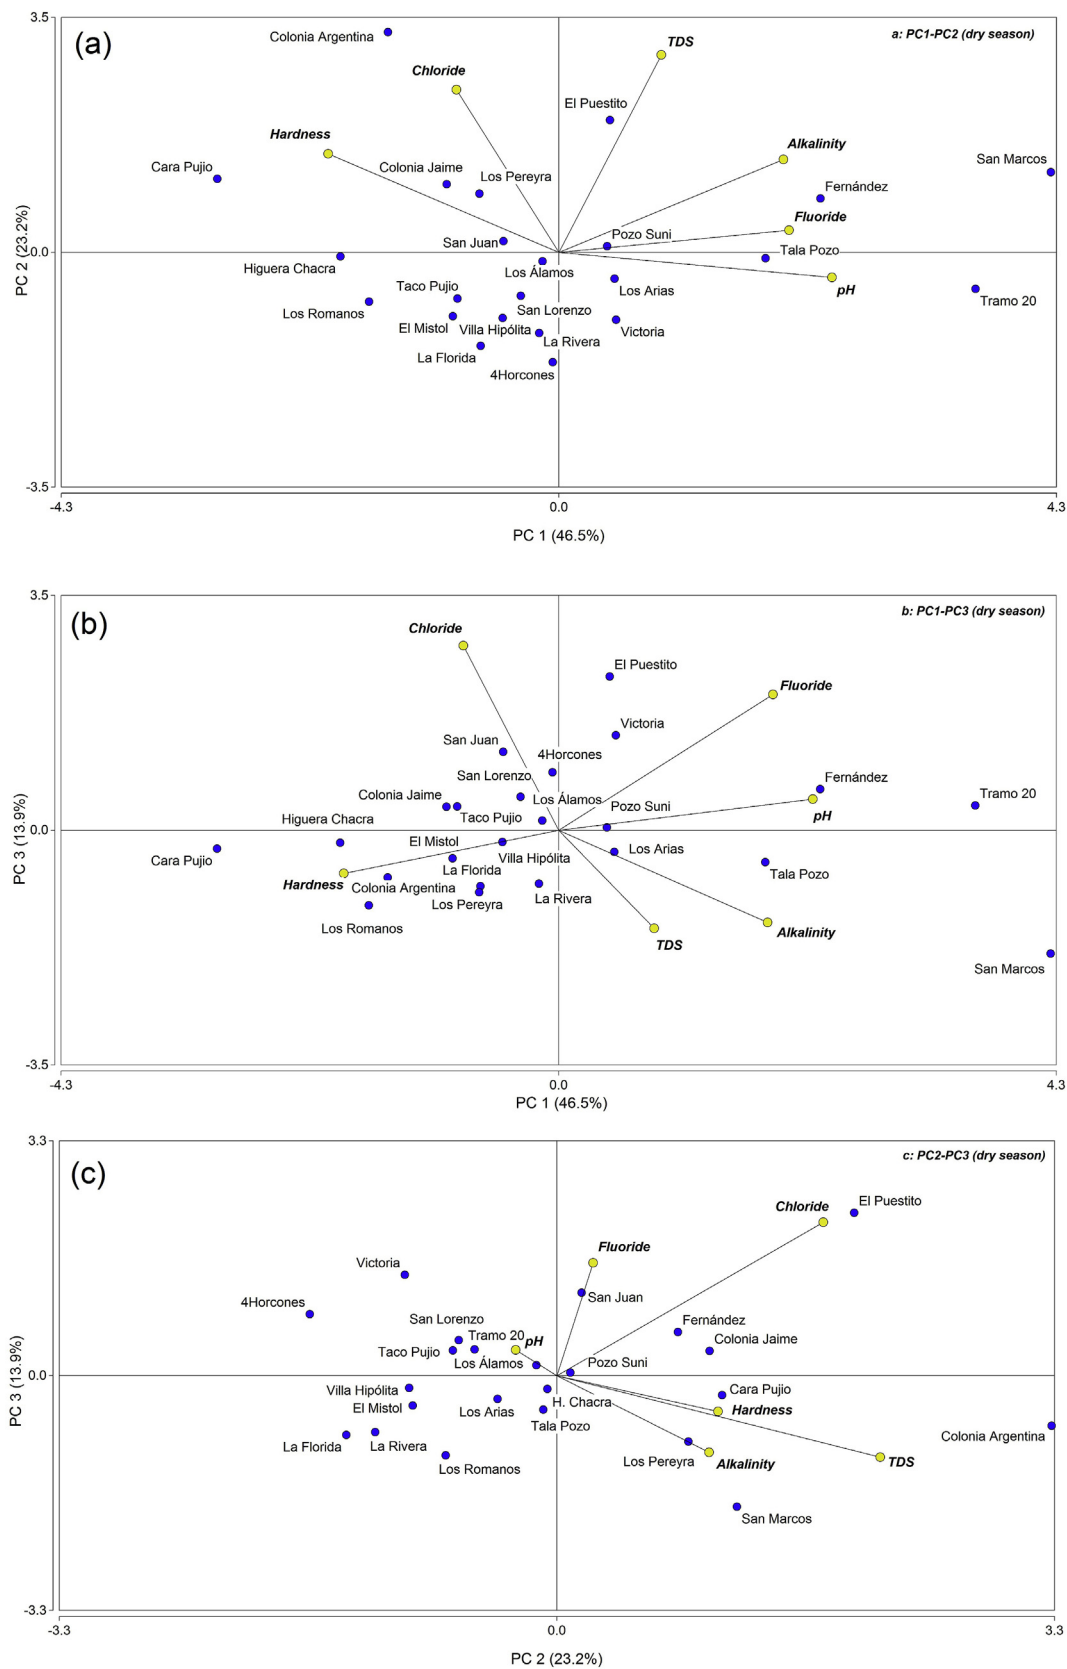 3.5
(a)
Colonia Argentina
TDS
a: PC1-PC2 (dry season)
Chloride
El Puestito
Hardness
Alkalinity
San Marcos
Cara Pujio
Colonia Jaime
Los Pereyra
Fernández
Fluoride
Pozo Suni
San Juan
Tala Pozo
0.0
Higuera Chacra
Los Álamos
Taco Pujio
Los Arias
pH
Tramo 20
Los Romanos
San Lorenzo
El Mistol
Villa Hipólita
La Rivera
Victoria
La Florida
4Horcones
PC 2 (23.2%)
-3.5
-4.3
0.0
4.3
PC 1 (46.5%)
3.5
(b)
b: PC1-PC3 (dry season)
Chloride
El Puestito
Fluoride
Victoria
San Juan
4Horcones
San Lorenzo
Fernández
Colonia Jaime
Los Álamos
Pozo Suni
Tramo 20
Higuera Chacra
Taco Pujio
pH
0.0
El Mistol
Los Arias
Cara Pujio
Villa Hipólita
La Florida
Tala Pozo
Hardness
Colonia Argentina
Los Pereyra
La Rivera
Los Romanos
TDS
Alkalinity
San Marcos
PC 3 (13.9%)
-3.5
-4.3
0.0
4.3
PC 1 (46.5%)
3.3
(c)
c: PC2-PC3 (dry season)
El Puestito
Chloride
Fluoride
Victoria
4Horcones
San Juan
San Lorenzo
Fernández
Tramo 20
pH
Colonia Jaime
Taco Pujio
Los Álamos
Pozo Suni
0.0
Villa Hipólita
Cara Pujio
H. Chacra
El Mistol
Los Arias
Hardness
Tala Pozo
Colonia Argentina
La Florida
La Rivera
Los Pereyra
Alkalinity
TDS
Los Romanos
San Marcos
PC 3 (13.9%)
-3.3
-3.3
0.0
3.3
PC 2 (23.2%)